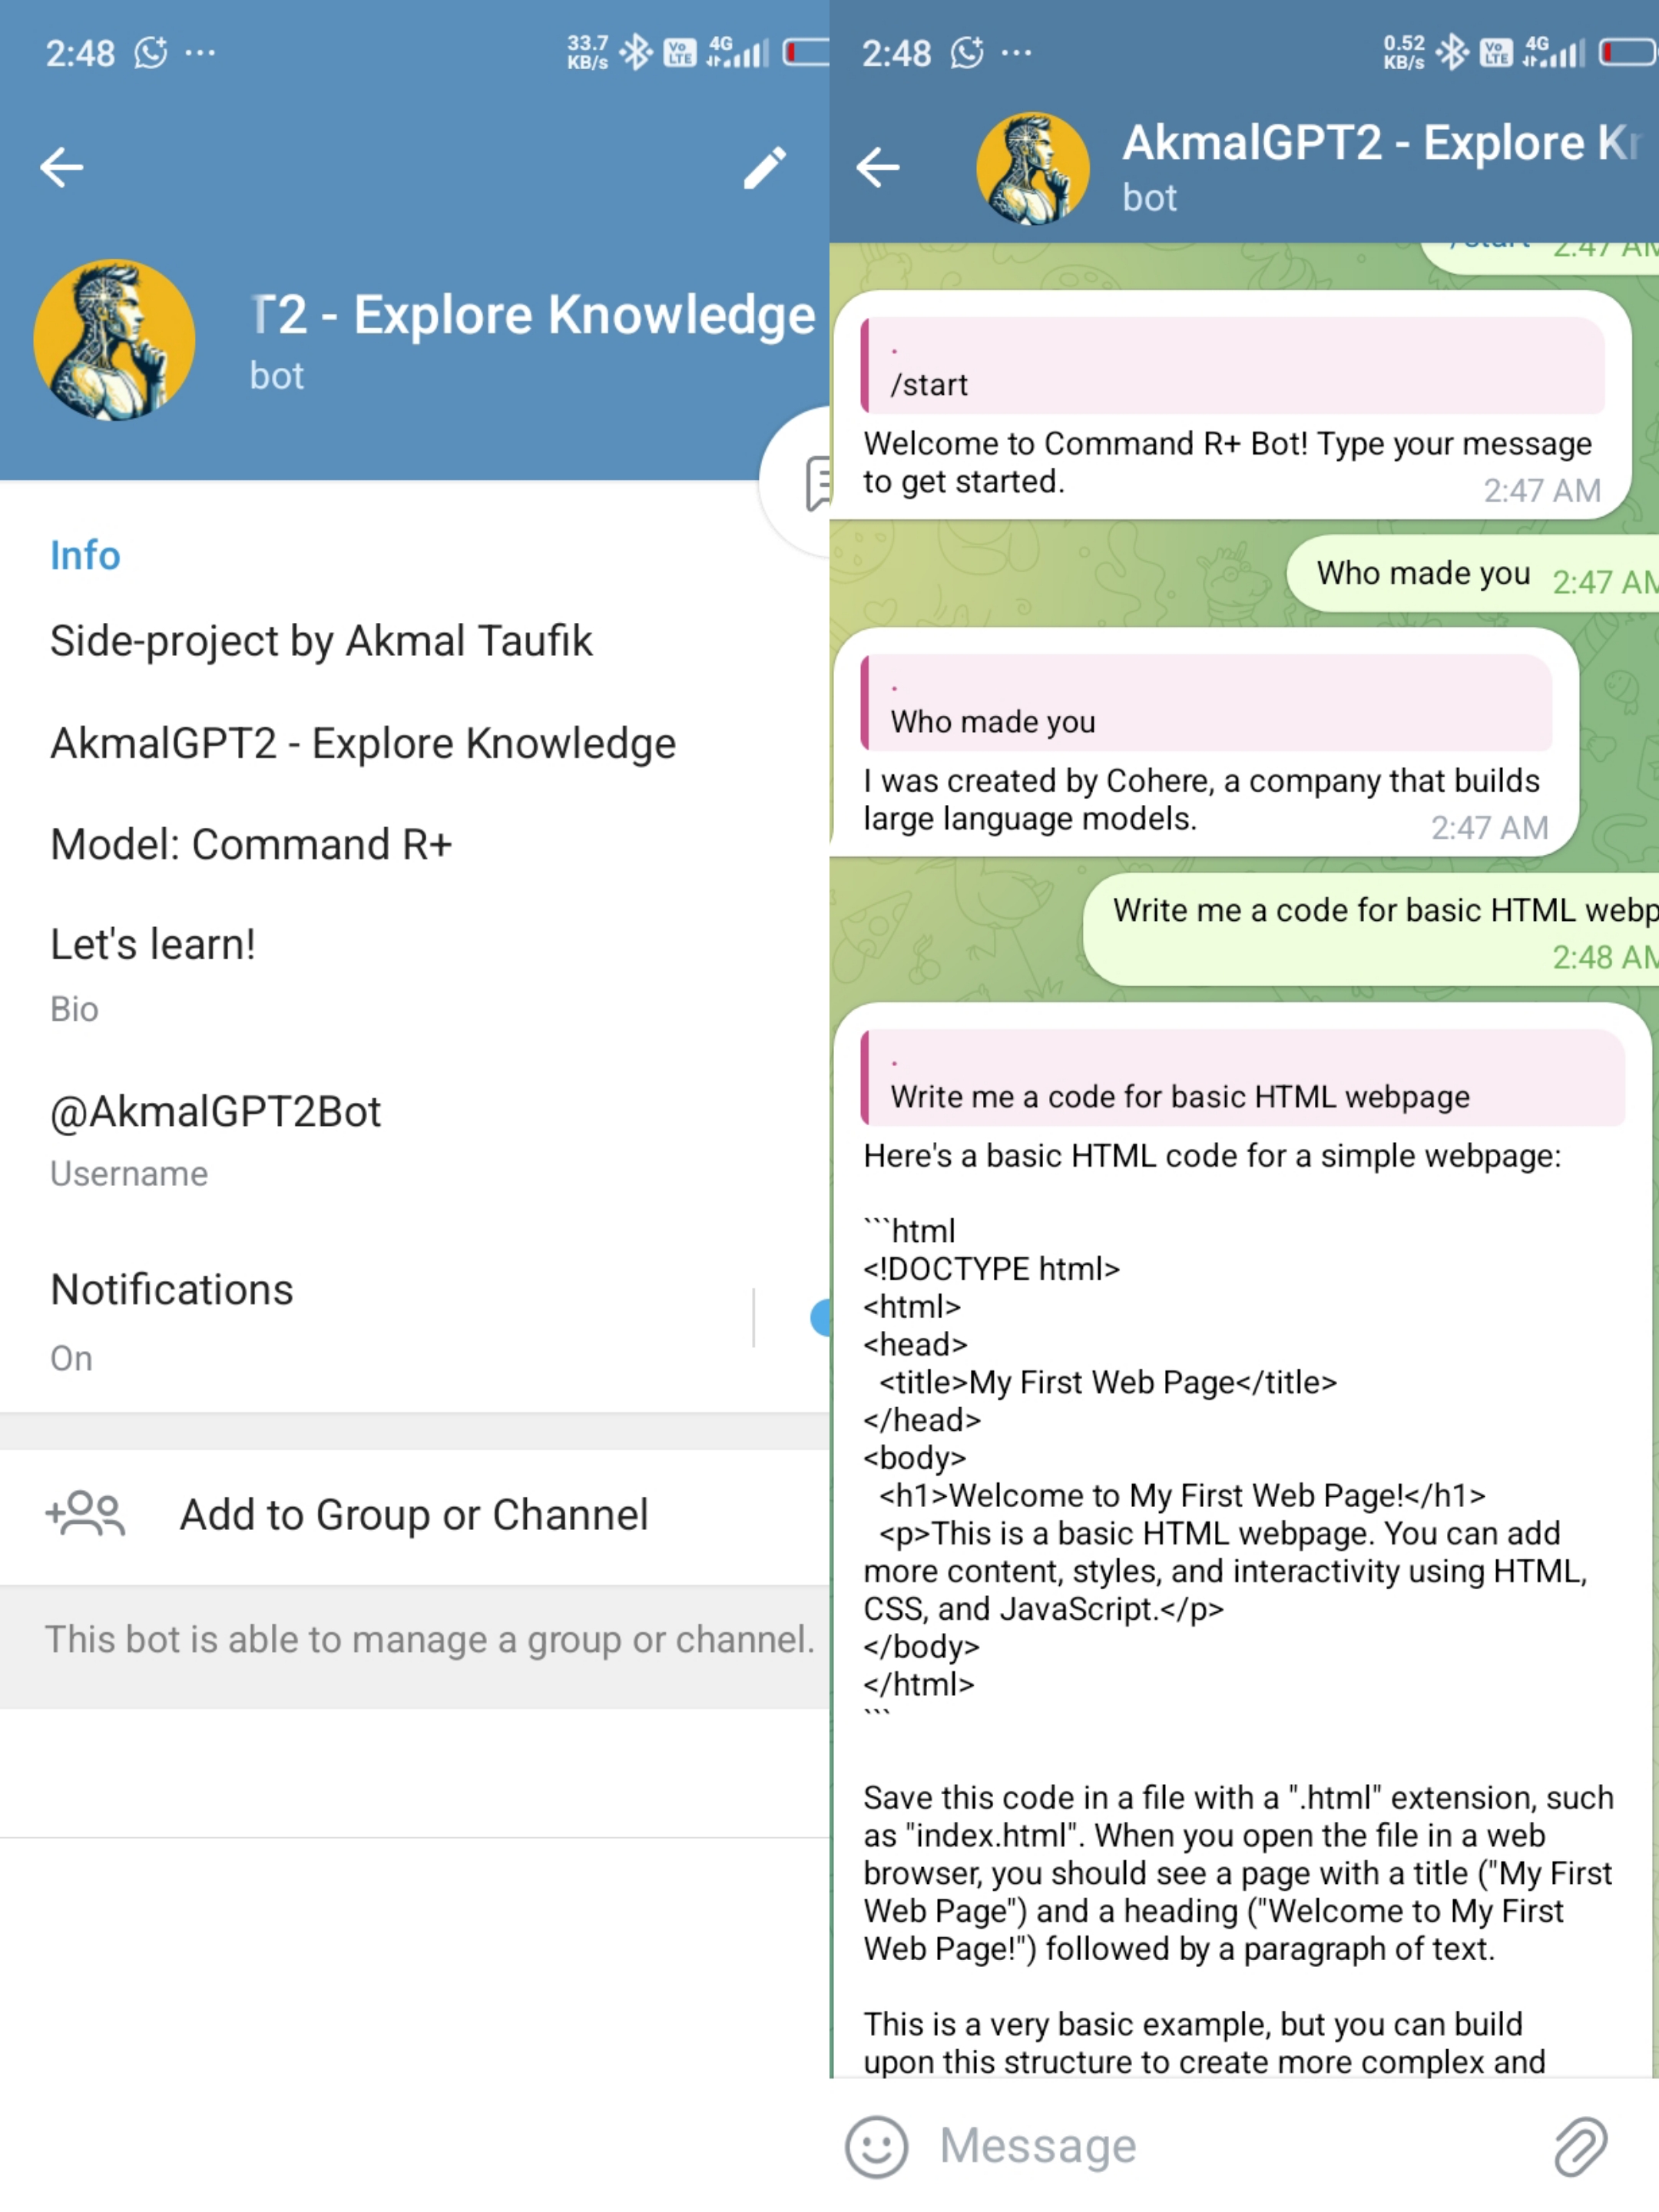 2:48
33.7
KB/s
Vo
LTE
4G
T2 - Explore Knowledge
bot
Info
Side-project by Akmal Taufik
AkmalGPT2 - Explore Knowledge
Model: Command R+
Let's learn!
Bio
@AkmalGPT2Bot
Username
Notifications
On
Add to Group or Channel
This bot is able to manage a group or channel.
2:48
0.52
KB/s
Vo
LTE
4G
AkmalGPT2 - Explore Kn
bot
/start 2:47 AM
.
/start
Welcome to Command R+ Bot! Type your message
to get started.
2:47 AM
Who made you 2:47 AM
.
Who made you
I was created by Cohere, a company that builds
large language models.
2:47 AM
Write me a code for basic HTML webp
2:48 AM
.
Write me a code for basic HTML webpage
Here's a basic HTML code for a simple webpage:
```html
<!DOCTYPE html>
<html>
<head>
<title>My First Web Page</title>
</head>
<body>
<h1>Welcome to My First Web Page!</h1>
<p>This is a basic HTML webpage. You can add
more content, styles, and interactivity using HTML,
CSS, and JavaScript.</p>
</body>
</html>
```
Save this code in a file with a ".html" extension, such
as "index.html". When you open the file in a web
browser, you should see a page with a title ("My First
Web Page") and a heading ("Welcome to My First
Web Page!") followed by a paragraph of text.
This is a very basic example, but you can build
upon this structure to create more complex and
Message